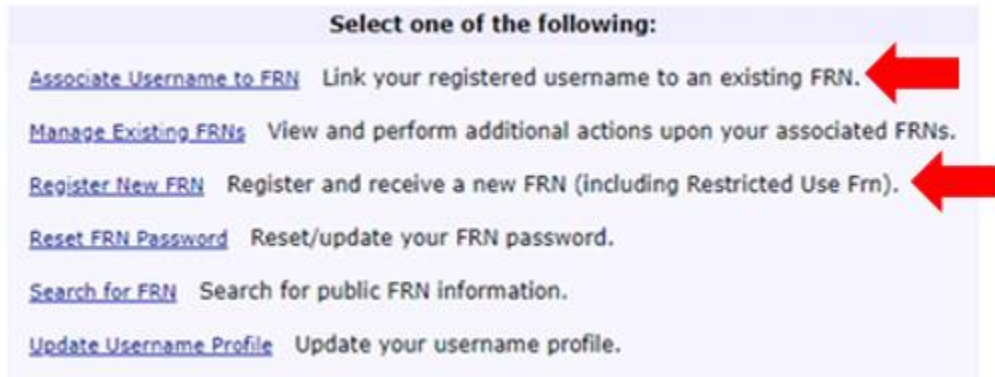 Select one of the following:
Associate Username to FRN Link your registered username to an existing FRN.
Manage Existing FRNs View and perform additional actions upon your associated FRNs.
Register New FRN Register and receive a new FRN (including Restricted Use Frn).
Reset FRN Password Reset/update your FRN password.
Search for FRN Search for public FRN information.
Update Username Profile Update your username profile.